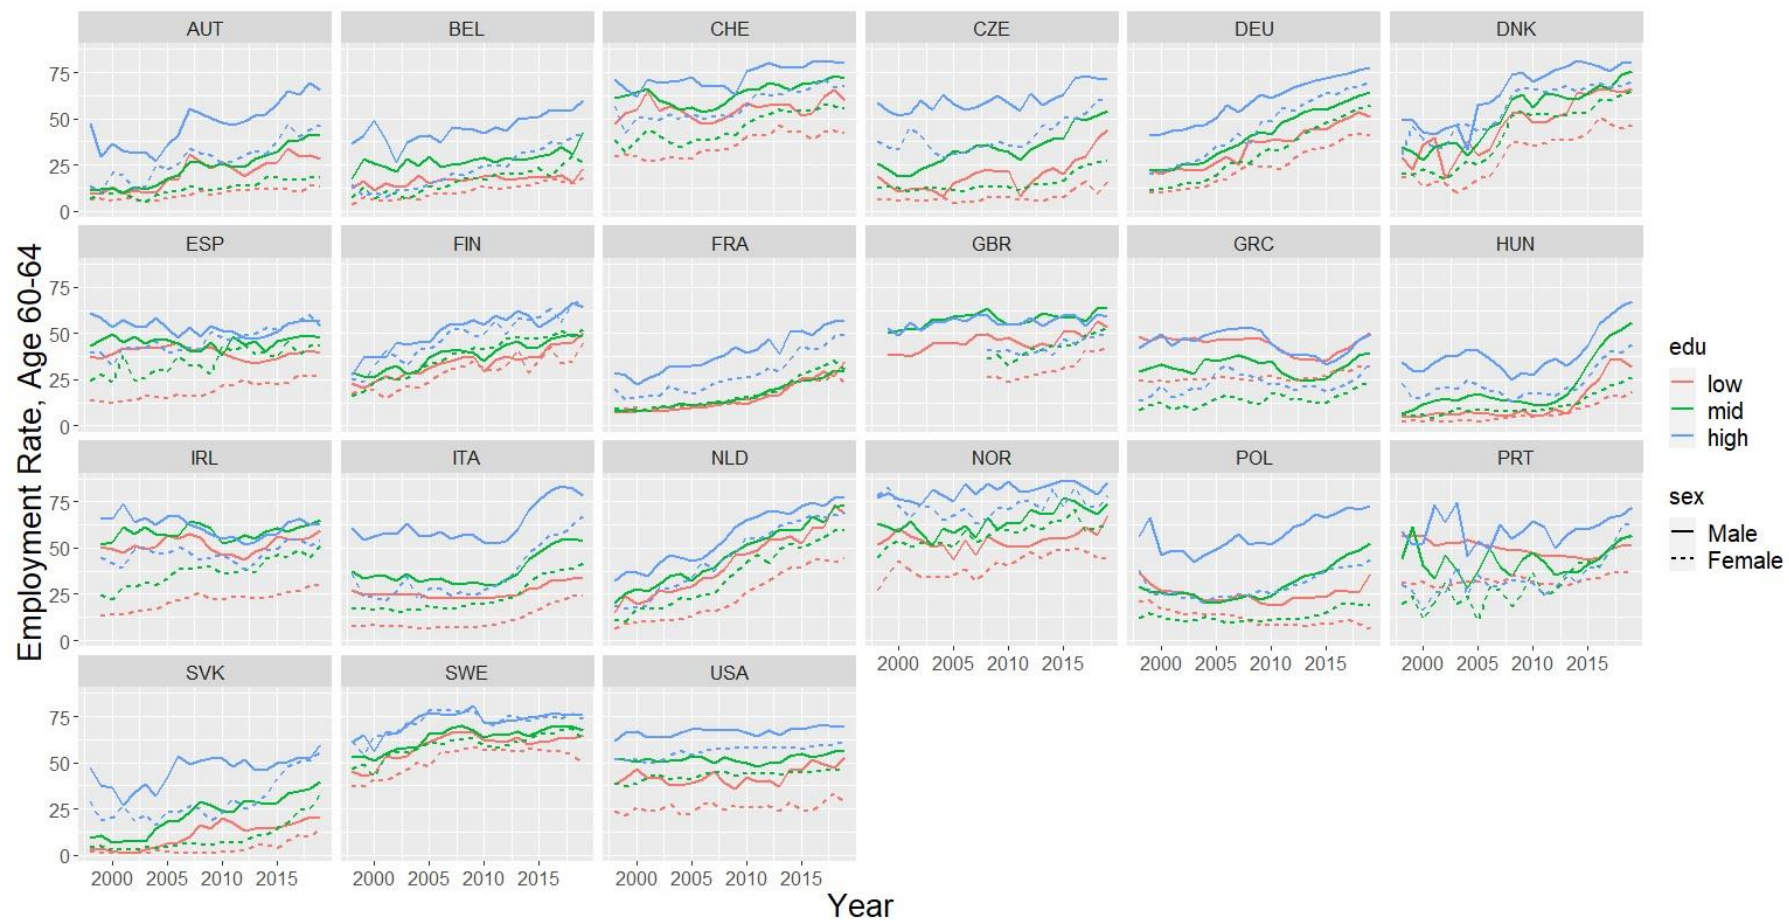 AUT BEL CHE CZE DEU DNK
75
50
25
0
ESP FIN FRA GBR GRC HUN
75
50
25
0
IRL ITA NLD NOR POL PRT
75
50
25
0
2000 2005 2010 2015 2000 2005 2010 2015 2000 2005 2010 2015
SVK SWE USA
75
50
25
0
2000 2005 2010 2015 2000 2005 2010 2015 2000 2005 2010 2015
Year
Employment Rate, Age 60-64
edu
low
mid
high
sex
Male
Female